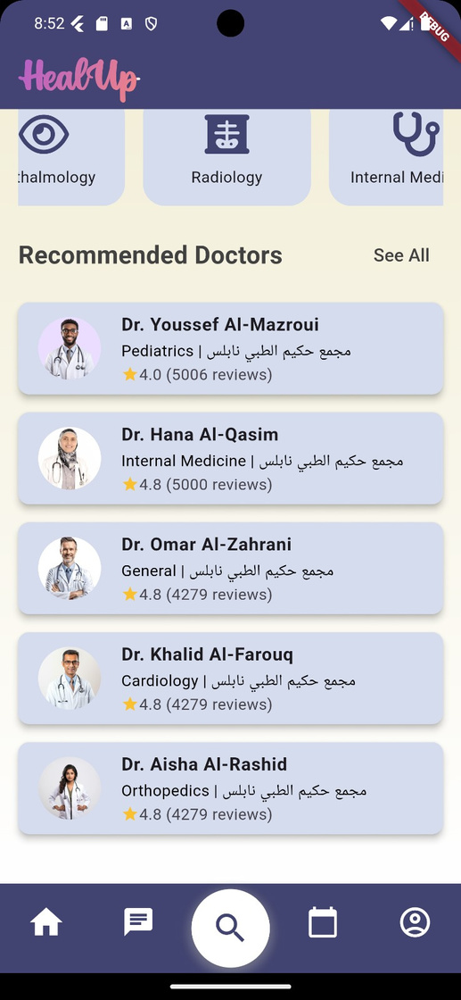 8:52
DEBUG
HealUp
thalmology
Radiology
Internal Medi
Recommended Doctors
See All
Dr. Youssef Al-Mazroui
Pediatrics | مجمع حكيم الطبي نابلس
4.0 (5006 reviews)
Dr. Hana Al-Qasim
Internal Medicine | مجمع حكيم الطبي نابلس
4.8 (5000 reviews)
Dr. Omar Al-Zahrani
General | مجمع حكيم الطبي نابلس
4.8 (4279 reviews)
Dr. Khalid Al-Farouq
Cardiology | مجمع حكيم الطبي نابلس
4.8 (4279 reviews)
Dr. Aisha Al-Rashid
Orthopedics | مجمع حكيم الطبي نابلس
4.8 (4279 reviews)